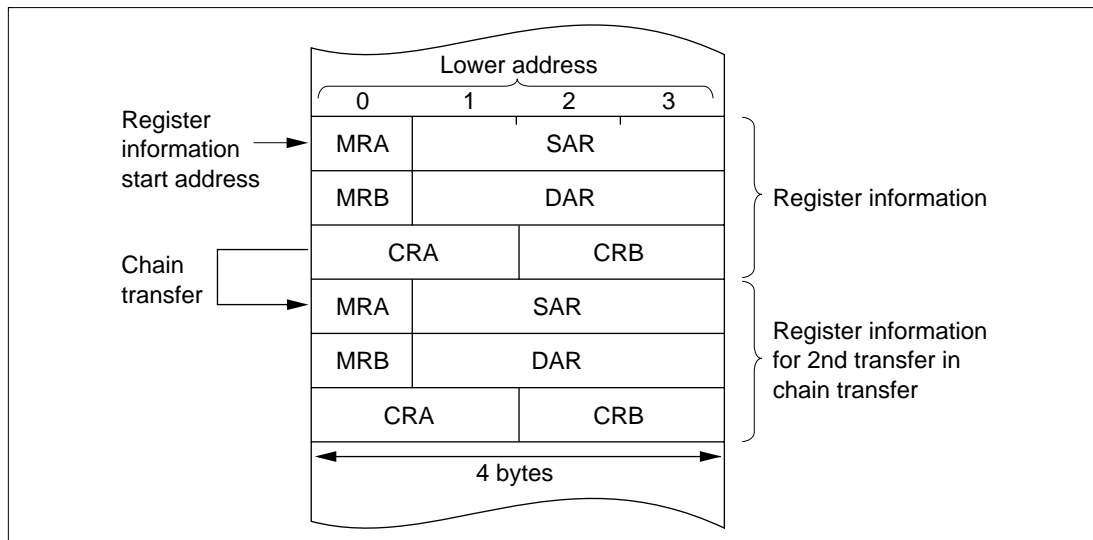 Lower address
0 1 2 3
Register
information
start address
MRA SAR
MRB DAR
Register information
CRA CRB
Chain
transfer
MRA SAR
MRB DAR
Register information
for 2nd transfer in
chain transfer
CRA CRB
4 bytes